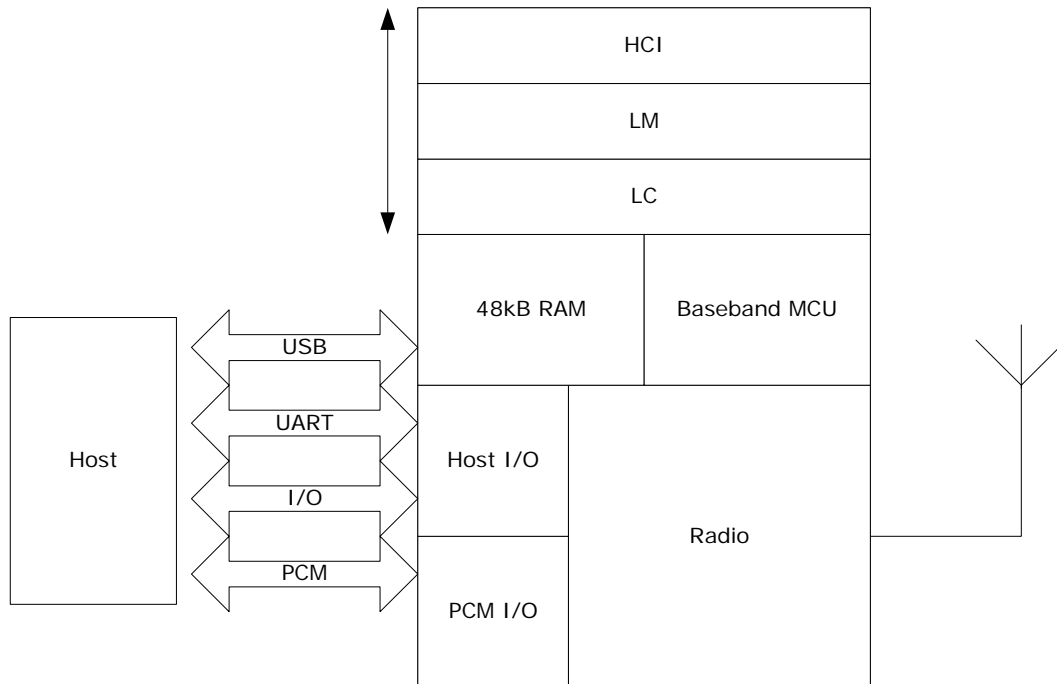 HCI
LM
LC
48kB RAM
Baseband MCU
USB
UART
Host
Host I/O
I/O
Radio
PCM
PCM I/O